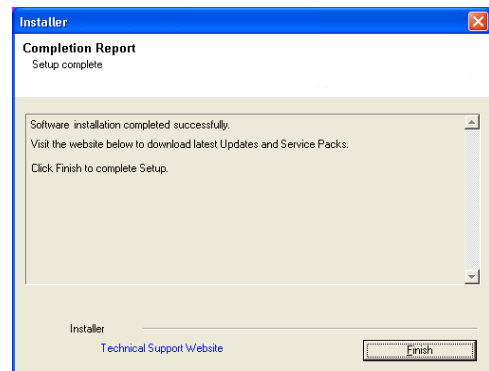 Installer
Completion Report
Setup complete
Software installation completed successfully.
Visit the website below to download latest Updates and Service Packs.
Click Finish to complete Setup.
Installer
Technical Support Website
Finish